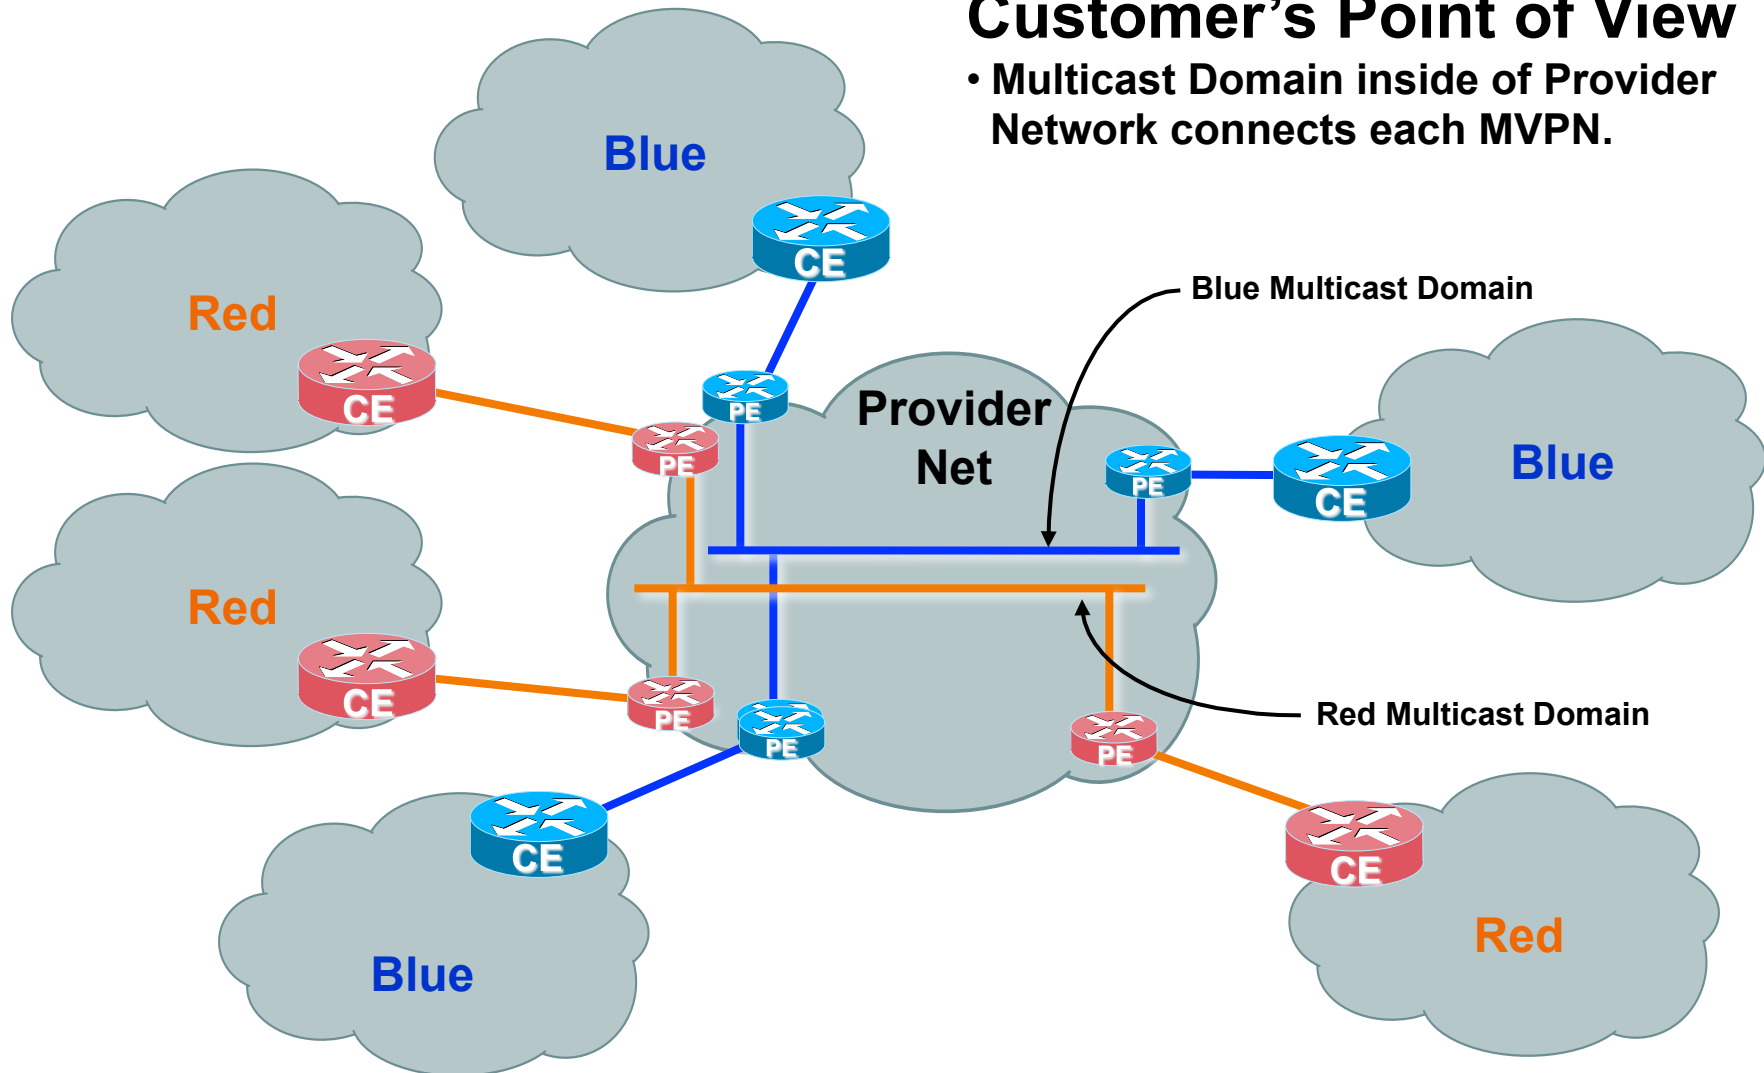 Customer's Point of View
• Multicast Domain inside of Provider
Network connects each MVPN.
Blue
CE
Red
CE
Blue Multicast Domain
PE
Provider
Net
PE
PE
CE
Blue
Red
CE
PE
PE
PE
Red Multicast Domain
CE
Blue
CE
Red